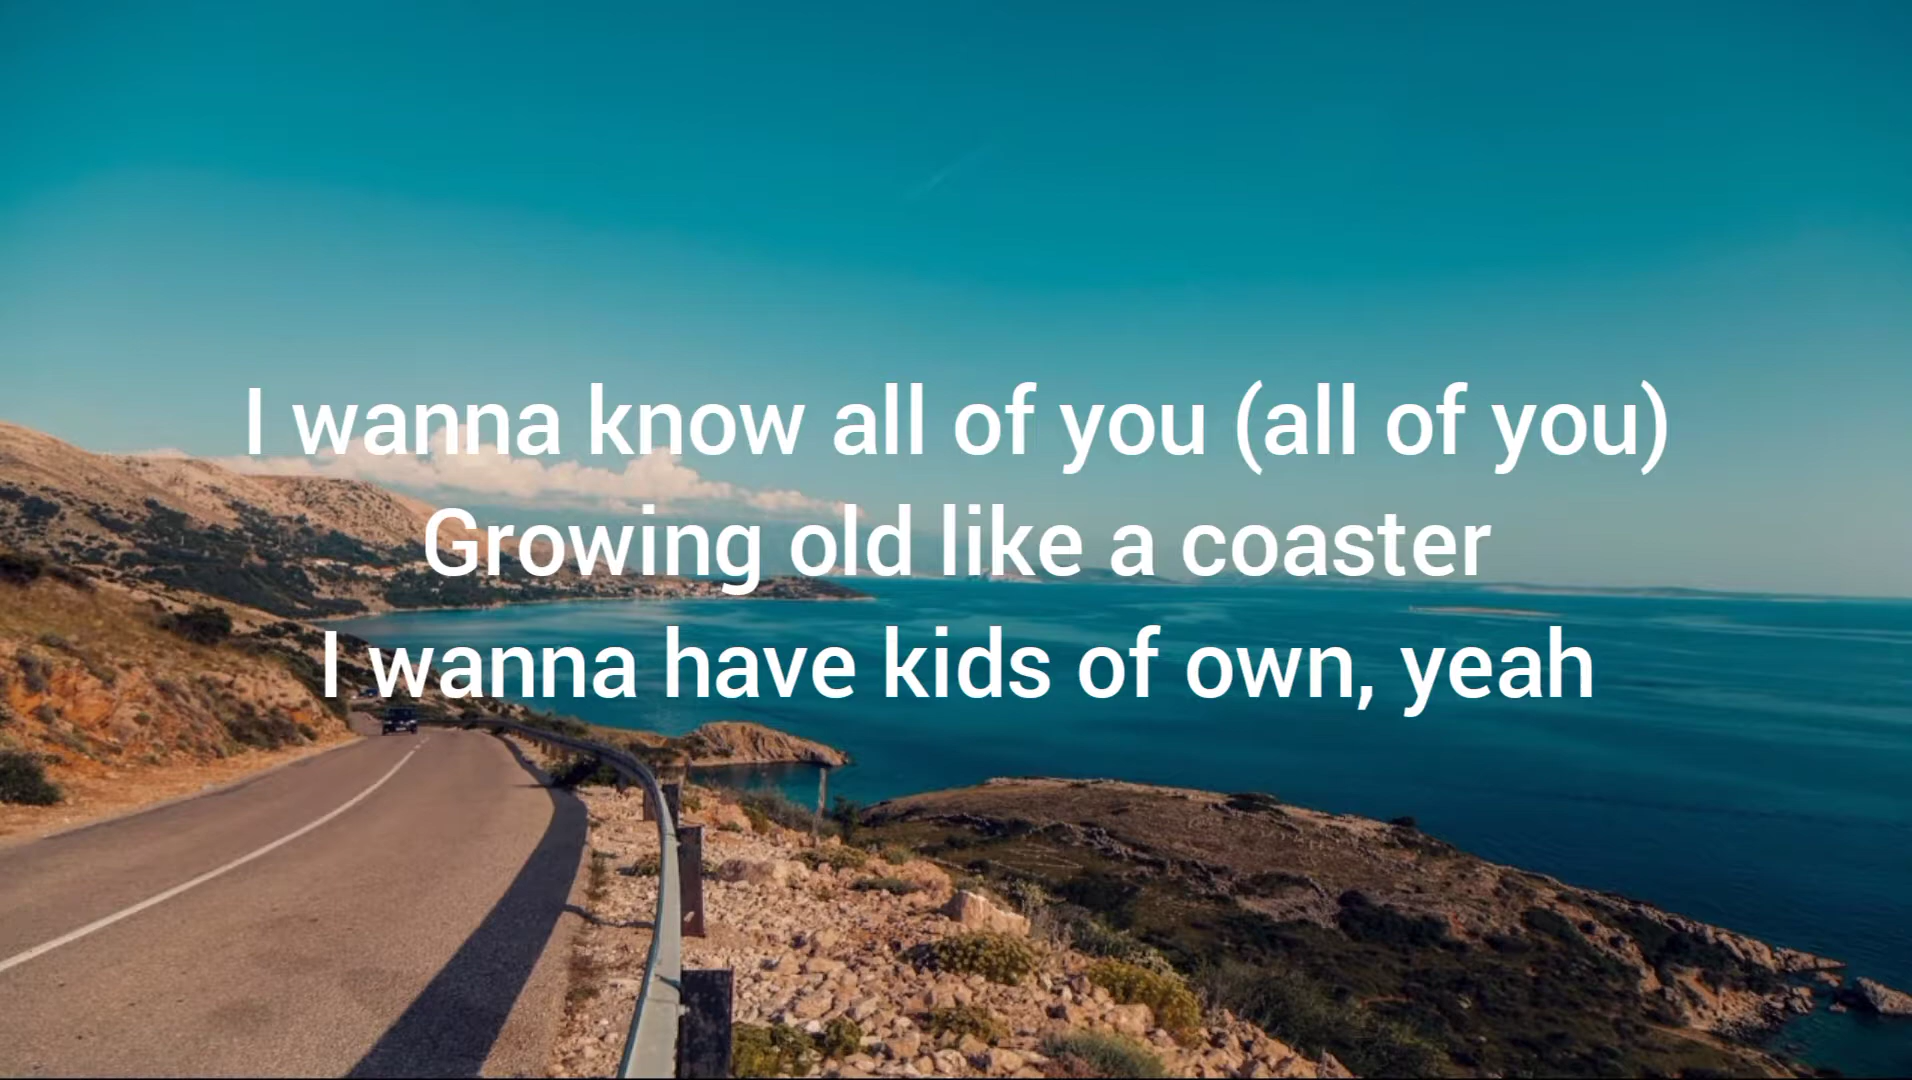 I wanna know all of you (all of you)
Growing old like a coaster
I wanna have kids of own, yeah